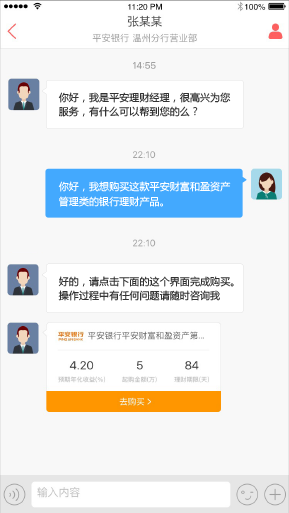 11:20 PM
100%
张某某
平安银行 温州分行营业部
14:55
你好，我是平安理财经理，很高兴为您
服务，有什么可以帮到您的么？
22:10
你好，我想购买这款平安财富和盈资产
管理类的银行理财产品。
22:10
好的，请点击下面的这个界面完成购买。
操作过程中有任何问题请随时咨询我
平安银行 平安银行平安财富和盈资产第...
4.20 5 84
预期年化收益(%) 起购金额(万) 理财期限(天)
去购买 >
输入内容